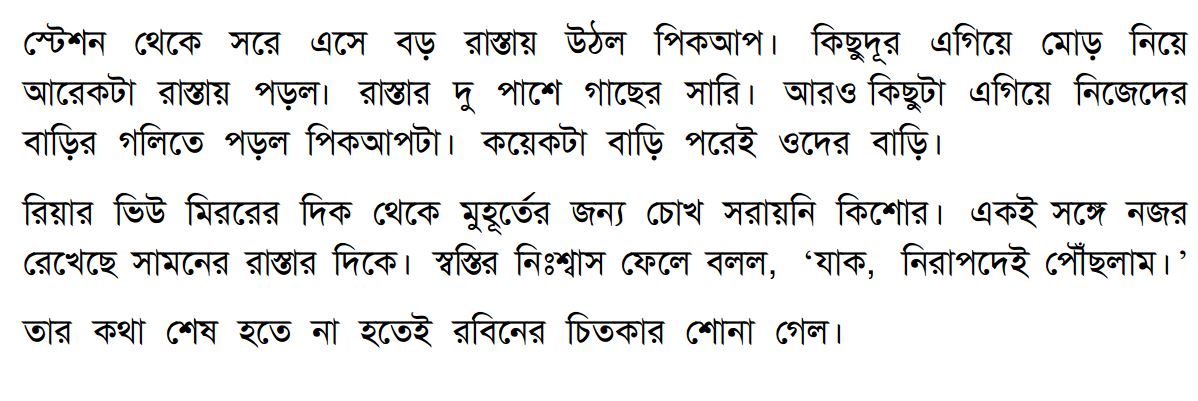 স্টেশন থেকে সরে এসে বড় রাস্তায় উঠল পিকআপ। কিছুদূর এগিয়ে মোড় নিয়ে
আরেকটা রাস্তায় পড়ল। রাস্তার দু পাশে গাছের সারি। আরও কিছুটা এগিয়ে নিজেদের
বাড়ির গলিতে পড়ল পিকআপটা। কয়েকটা বাড়ি পরেই ওদের বাড়ি।
রিয়ার ভিউ মিররের দিক থেকে মুহূর্তের জন্য চোখ সরায়নি কিশোর। একই সঙ্গে নজর
রেখেছে সামনের রাস্তার দিকে। স্বস্তির নিঃশ্বাস ফেলে বলল, ‘যাক, নিরাপদেই পৌঁছলাম।’
তার কথা শেষ হতে না হতেই রবিনের চিতকার শোনা গেল।